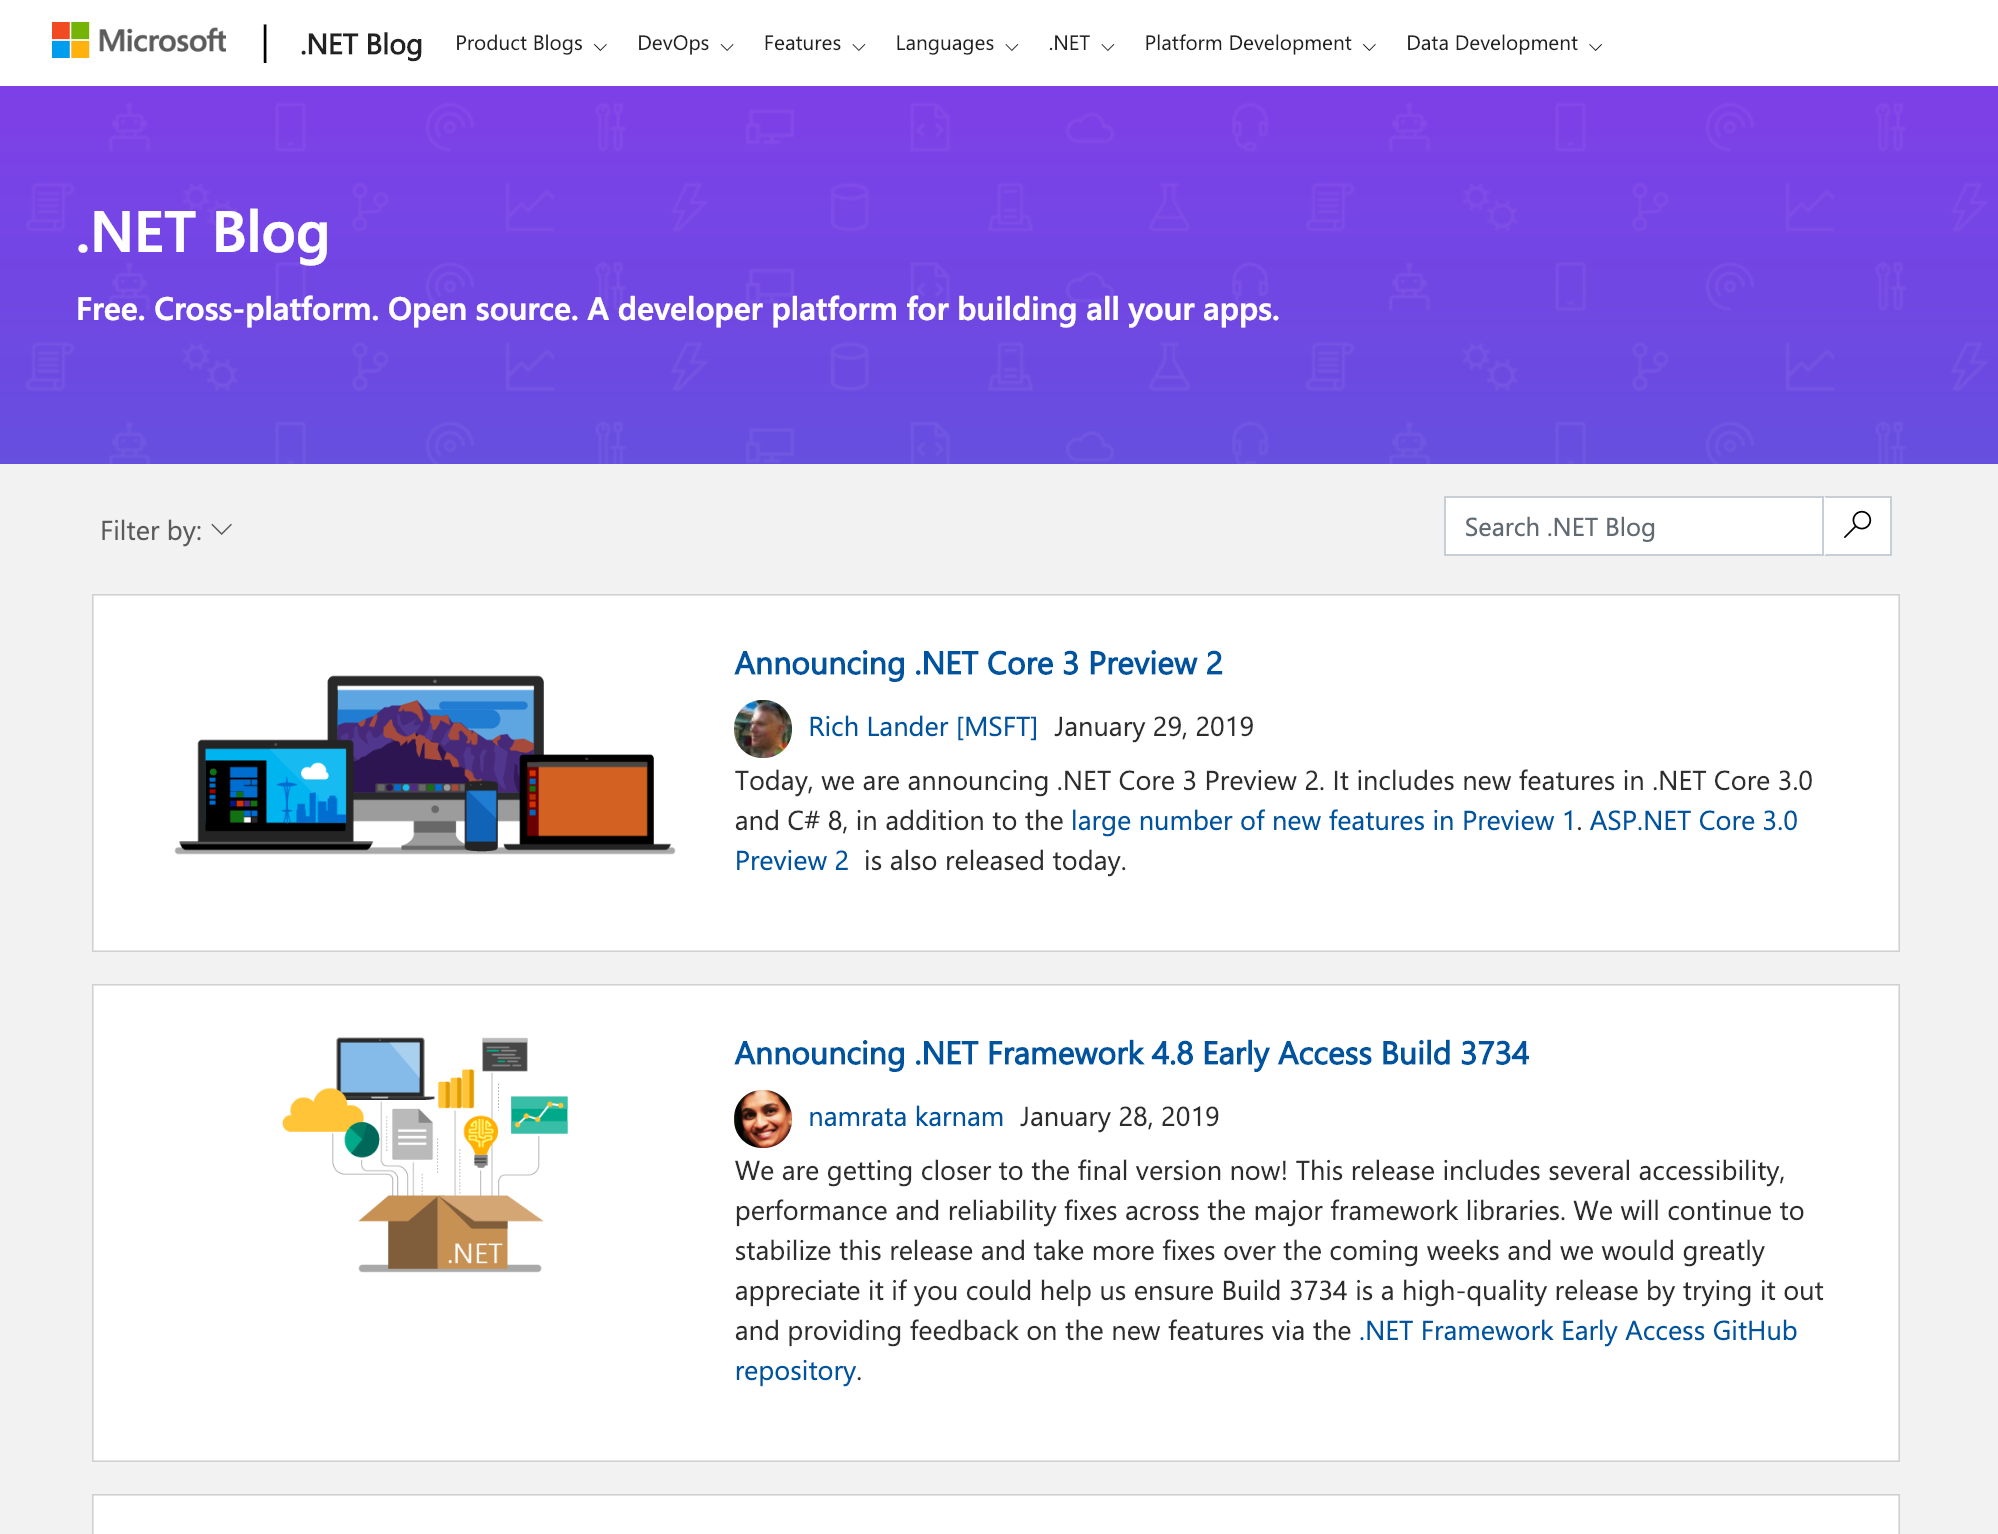 Microsoft
.NET Blog
Product Blogs
DevOps
Features
Languages
.NET
Platform Development
Data Development
.NET Blog
Free. Cross-platform. Open source. A developer platform for building all your apps.
Filter by:
Search .NET Blog
Announcing .NET Core 3 Preview 2
Rich Lander [MSFT] January 29, 2019
Today, we are announcing .NET Core 3 Preview 2. It includes new features in .NET Core 3.0
and C# 8, in addition to the large number of new features in Preview 1. ASP.NET Core 3.0
Preview 2 is also released today.
Announcing .NET Framework 4.8 Early Access Build 3734
namrata karnam January 28, 2019
We are getting closer to the final version now! This release includes several accessibility,
performance and reliability fixes across the major framework libraries. We will continue to
stabilize this release and take more fixes over the coming weeks and we would greatly
appreciate it if you could help us ensure Build 3734 is a high-quality release by trying it out
and providing feedback on the new features via the .NET Framework Early Access GitHub
repository.
.NET